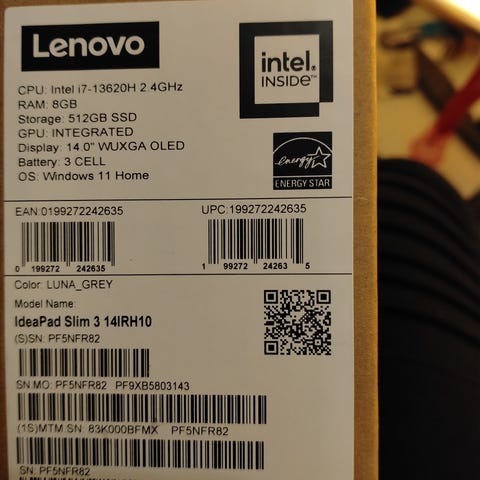 Lenovo
intel.
INSIDE™
CPU: Intel i7-13620H 2.4GHz
RAM: 8GB
Storage: 512GB SSD
GPU: INTEGRATED
Display: 14.0" WUXGA OLED
Battery: 3 CELL
OS: Windows 11 Home
energy
ENERGY STAR
EAN:0199272242635
UPC:199272242635
0 199272 242635
1 99272 24263 5
Color: LUNA_GREY
Model Name:
IdeaPad Slim 3 14IRH10
(S)SN: PF5NFR82
SN MO: PF5NFR82 PF9XB5803143
(1S)MTM SN: 83K000BFMX PF5NFR82
SN: PF5NFR82